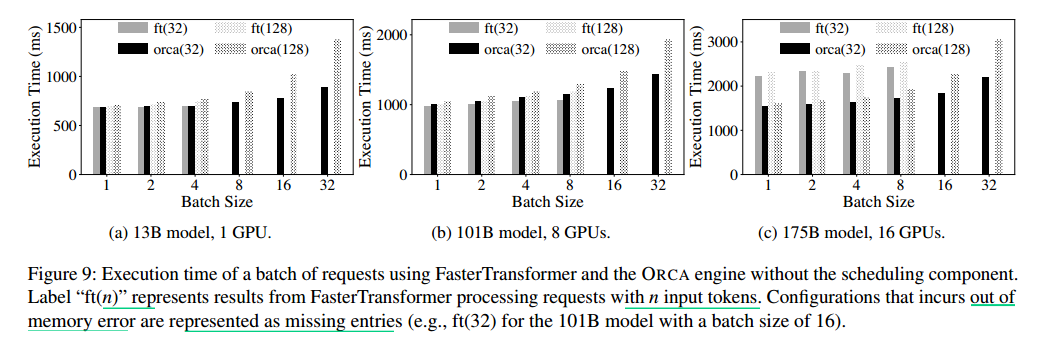 ft(32) ft(128)
orca(32) orca(128)
Execution Time (ms)
1500
1000
500
0
1 2 4 8 16 32
Batch Size
(a) 13B model, 1 GPU.
ft(32) ft(128)
orca(32) orca(128)
Execution Time (ms)
2000
1000
0
1 2 4 8 16 32
Batch Size
(b) 101B model, 8 GPUs.
ft(32) ft(128)
orca(32) orca(128)
Execution Time (ms)
3000
2000
1000
0
1 2 4 8 16 32
Batch Size
(c) 175B model, 16 GPUs.
Figure 9: Execution time of a batch of requests using FasterTransformer and the ORCA engine without the scheduling component.
Label “ft(n)” represents results from FasterTransformer processing requests with n input tokens. Configurations that incurs out of
memory error are represented as missing entries (e.g., ft(32) for the 101B model with a batch size of 16).